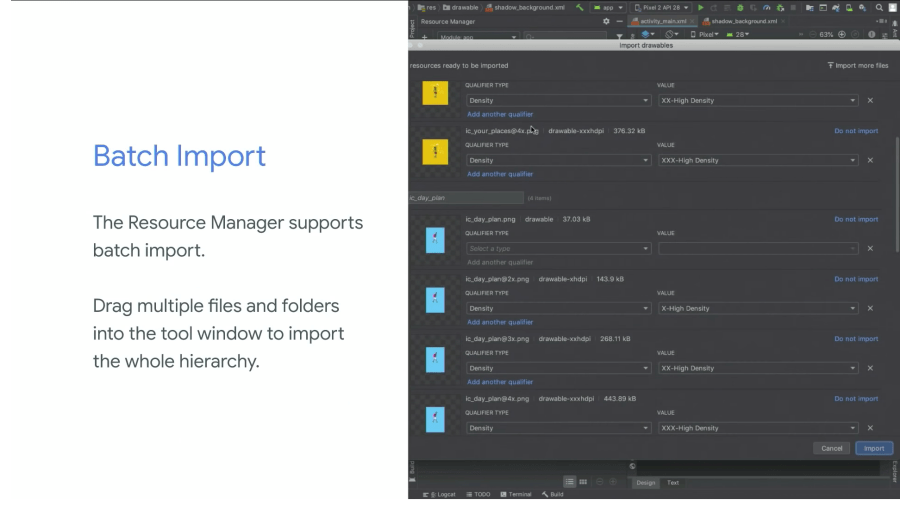 Batch Import
The Resource Manager supports
batch import.
Drag multiple files and folders
into the tool window to import
the whole hierarchy.
res drawable shadow_background.xml app Pixel 2 API 28
Resource Manager activity_main.xml shadow_background.xml
Project Module: app Pixel 28 63%
Import drawables
resources ready to be imported Import more files
QUALIFIER TYPE VALUE
Density XX-High Density
Add another qualifier
ic_your_places@4x.png drawable-xxxhdpi 376.32 kB Do not import
QUALIFIER TYPE VALUE
Density XXX-High Density
Add another qualifier
ic_day_plan (4 items)
ic_day_plan.png drawable 37.03 kB Do not import
QUALIFIER TYPE VALUE
Select a type
Add another qualifier
ic_day_plan@2x.png drawable-xhdpi 143.9 kB Do not import
QUALIFIER TYPE VALUE
Density X-High Density
Add another qualifier
ic_day_plan@3x.png drawable-xxhdpi 268.11 kB Do not import
QUALIFIER TYPE VALUE
Density XX-High Density
Add another qualifier
ic_day_plan@4x.png drawable-xxxhdpi 443.89 kB Do not import
QUALIFIER TYPE VALUE
Density XXX-High Density
Cancel Import
Build Explorer
Design Text
6: Logcat TODO Terminal Build